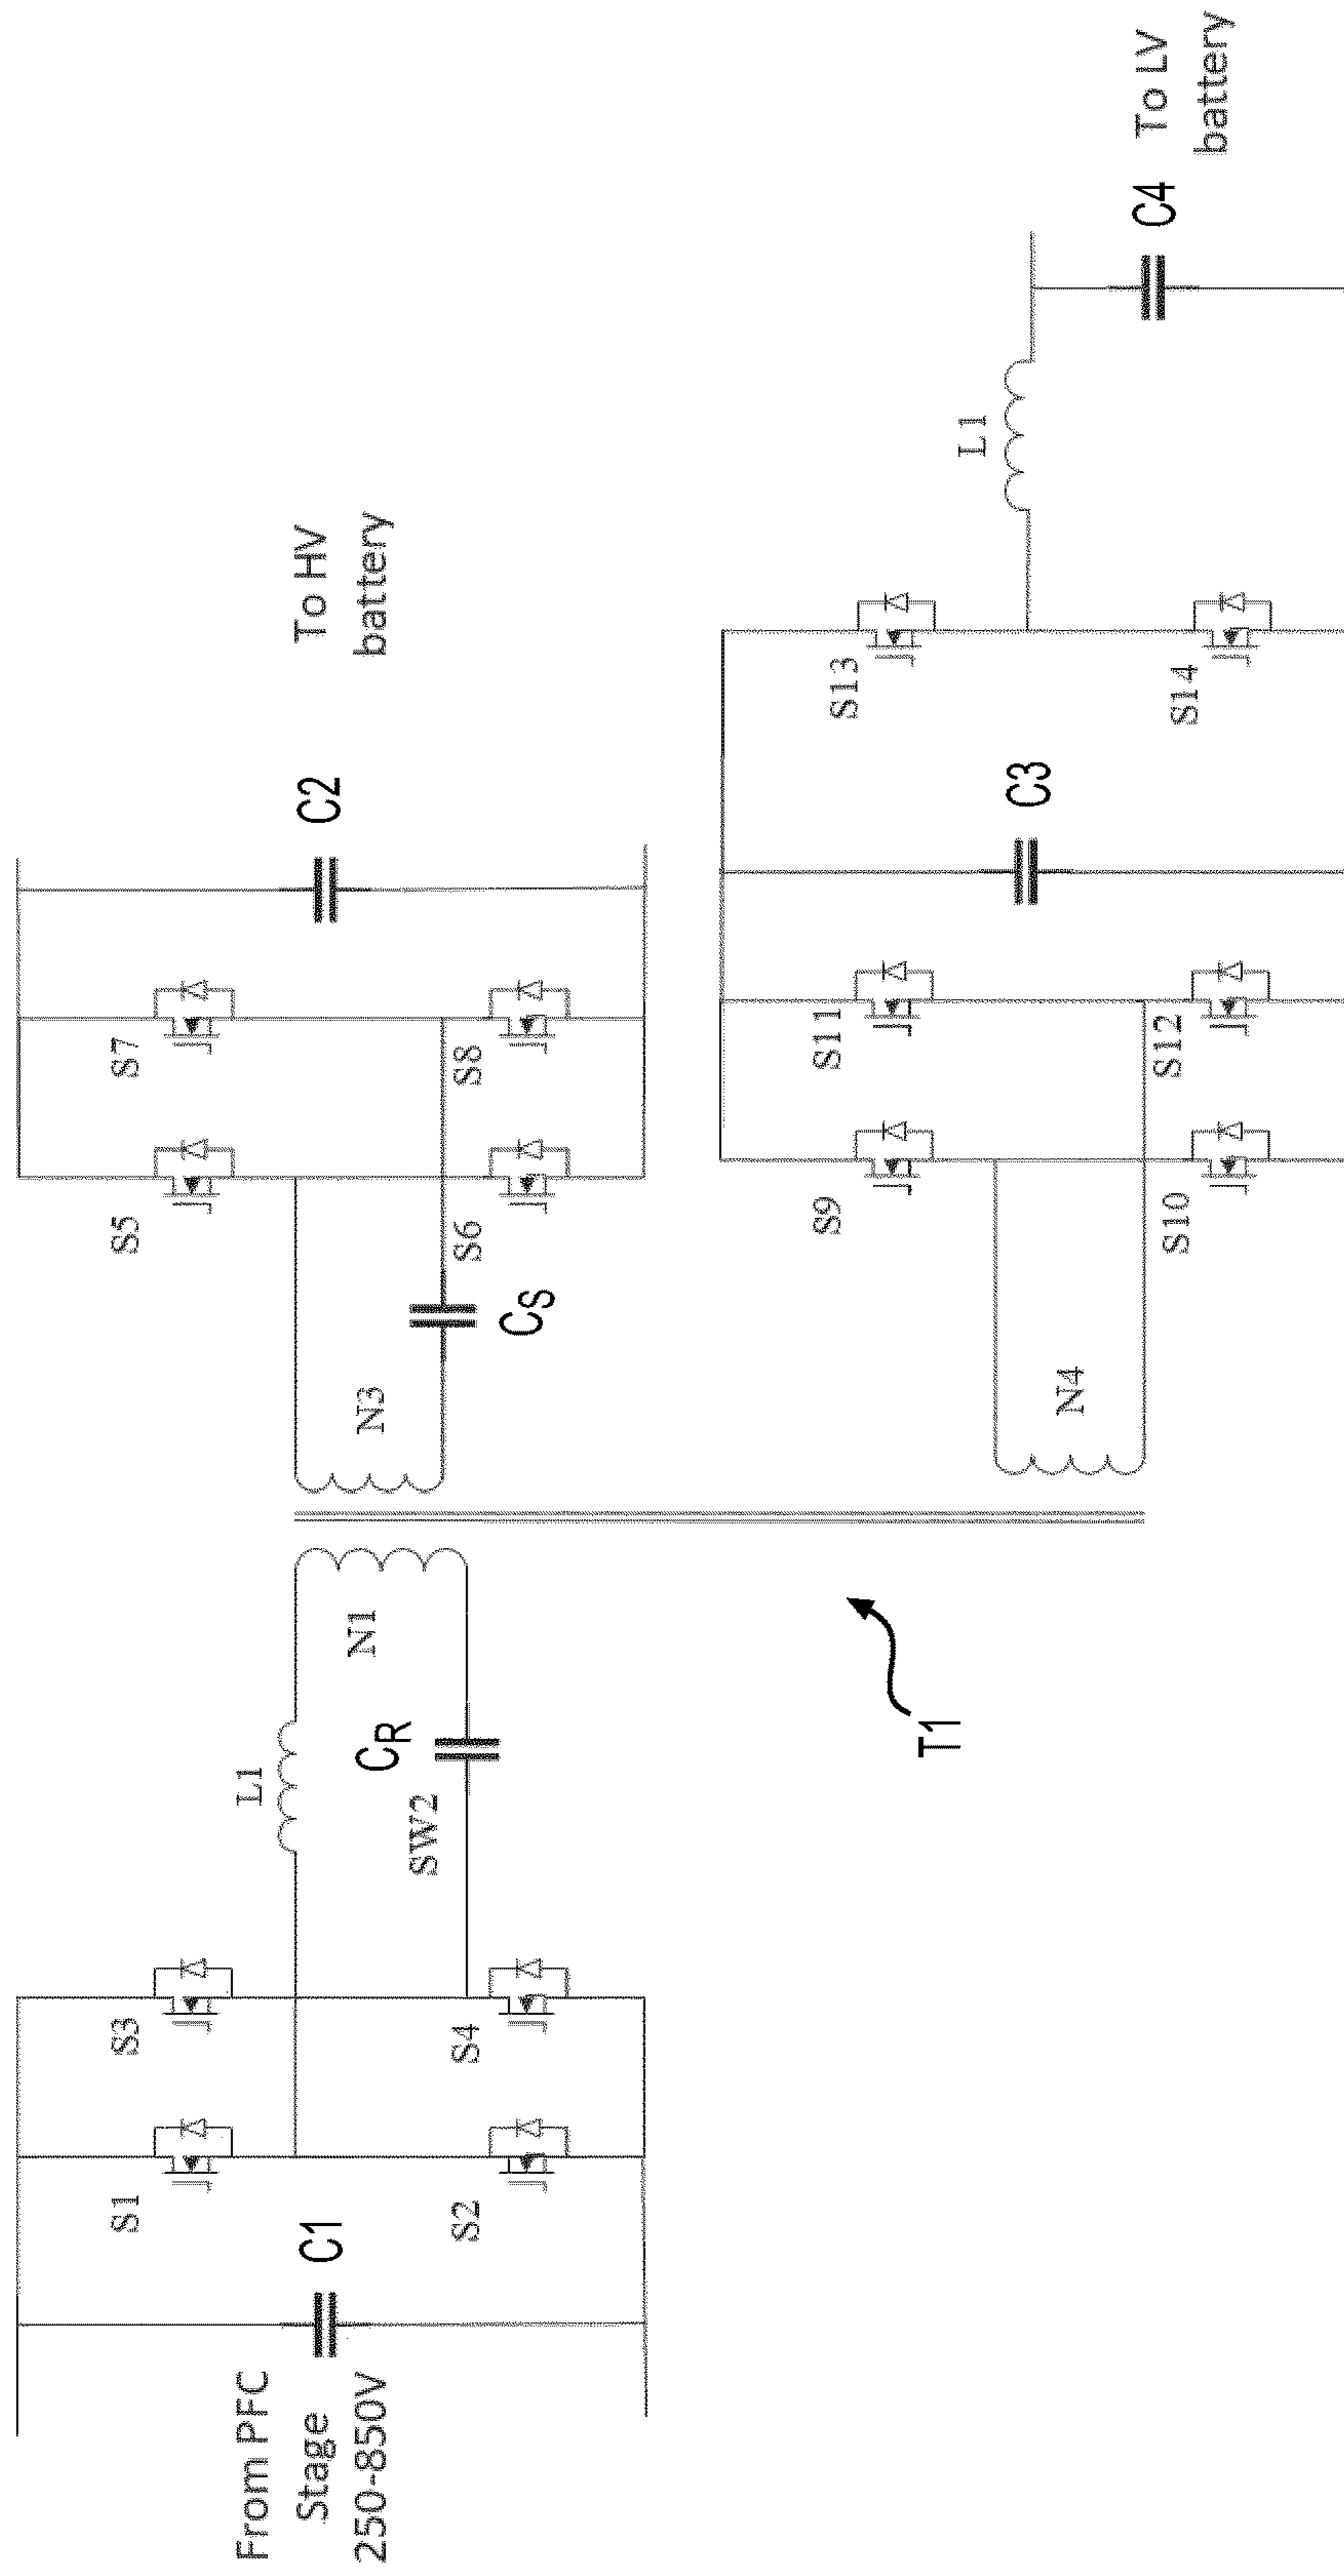 From PFC
Stage
250-850V
C1
S1
S2
S3
S4
L1
SW2
CR
N1
T1
N3
CS
S5
S6
S7
S8
C2
To HV
battery
N4
S9
S10
S11
S12
C3
S13
S14
L1
C4
To LV
battery